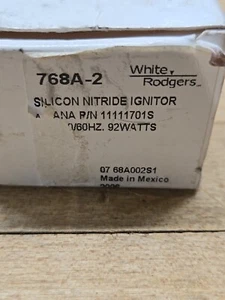 768A-2
White
Rodgers
SILICON NITRIDE IGNITOR
ANA P/N 11111701S
/60HZ. 92WATTS
07 68A002S1
Made in Mexico